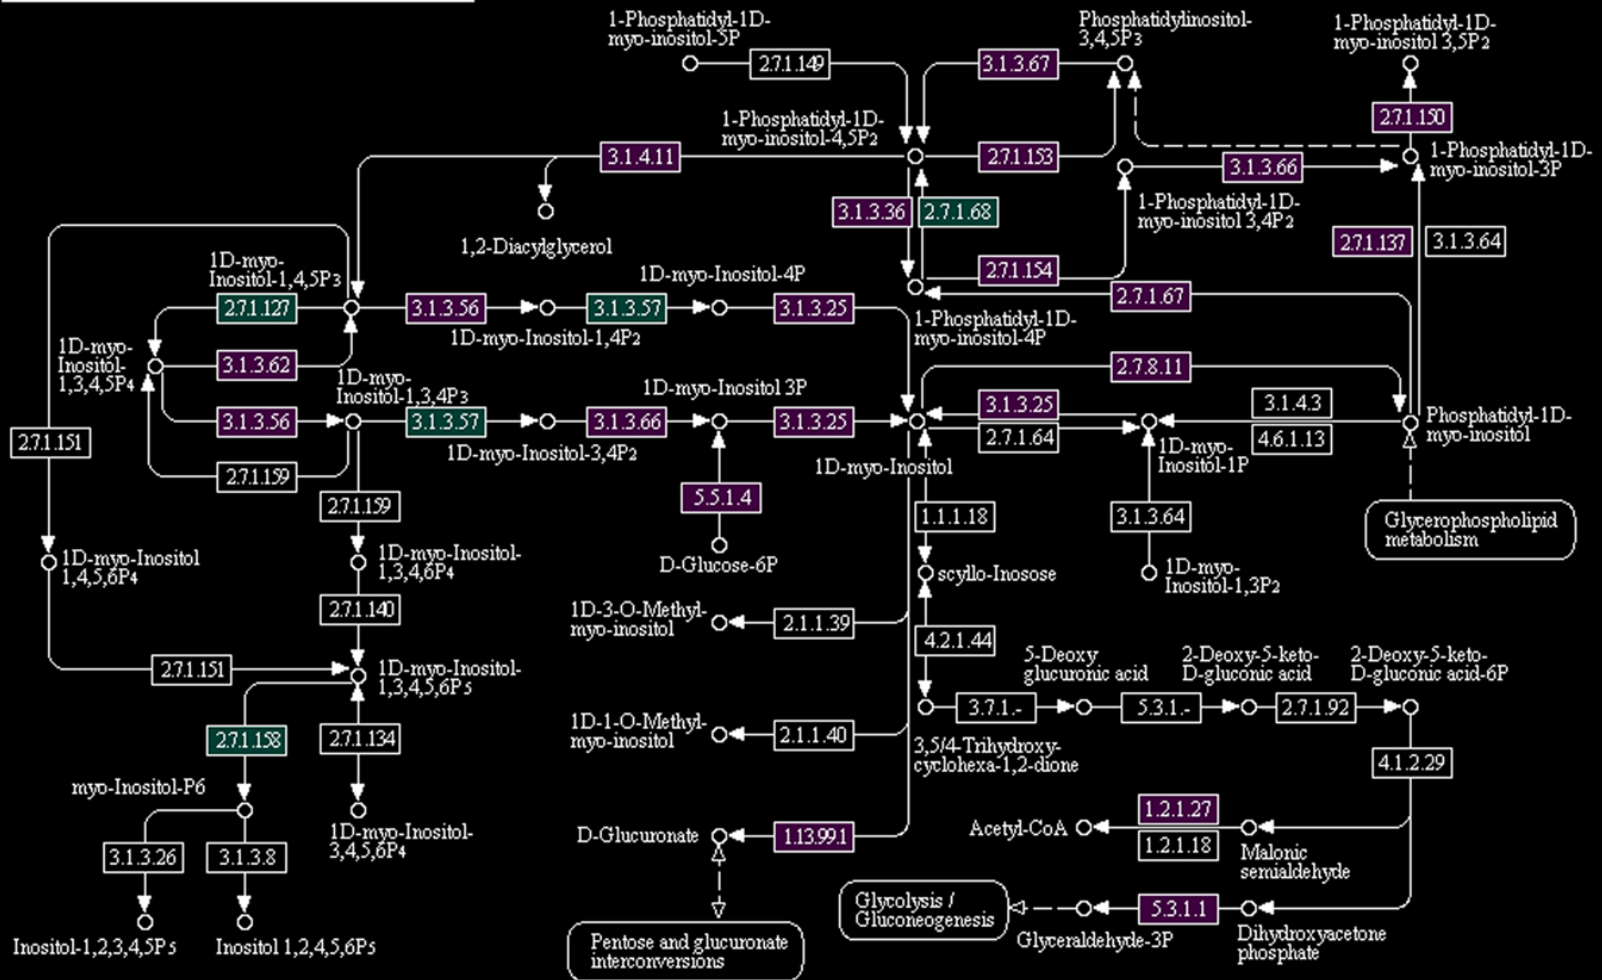 1-Phosphatidyl-1D-
myo-inositol-5P
Phosphatidylinositol-
3,4,5P3
1-Phosphatidyl-1D-
myo-inositol 3,5P2
2.7.1.149
3.1.3.67
2.7.1.150
1-Phosphatidyl-1D-
myo-inositol-4,5P2
3.1.4.11
2.7.1.153
3.1.3.66
1-Phosphatidyl-1D-
myo-inositol-3P
1,2-Diacylglycerol
3.1.3.36
2.7.1.68
1-Phosphatidyl-1D-
myo-inositol 3,4P2
2.7.1.137
3.1.3.64
1D-myo-
Inositol-1,4,5P3
1D-myo-Inositol-4P
2.7.1.154
2.7.1.67
2.7.1.127
3.1.3.56
3.1.3.57
3.1.3.25
1D-myo-Inositol-1,4P2
1-Phosphatidyl-1D-
myo-inositol-4P
1D-myo-
Inositol-
1,3,4,5P4
3.1.3.62
1D-myo-
Inositol-1,3,4P3
1D-myo-Inositol 3P
2.7.8.11
3.1.3.56
3.1.3.57
3.1.3.66
3.1.3.25
3.1.3.25
2.7.1.64
3.1.4.3
4.6.1.13
Phosphatidyl-1D-
myo-inositol
2.7.1.151
1D-myo-Inositol-3,4P2
1D-myo-Inositol
1D-myo-
Inositol-1P
2.7.1.159
2.7.1.159
5.5.1.4
1.1.1.18
3.1.3.64
Glycerophospholipid
metabolism
1D-myo-Inositol
1,4,5,6P4
1D-myo-Inositol-
1,3,4,6P4
D-Glucose-6P
scyllo-Inosose
1D-myo-
Inositol-1,3P2
2.7.1.140
1D-3-O-Methyl-
myo-inositol
2.1.1.39
4.2.1.44
2.7.1.151
1D-myo-Inositol-
1,3,4,5,6P5
5-Deoxy
glucuronic acid
2-Deoxy-5-keto-
D-gluconic acid
2-Deoxy-5-keto-
D-gluconic acid-6P
3.7.1.-
5.3.1.-
2.7.1.92
2.7.1.158
2.7.1.134
1D-1-O-Methyl-
myo-inositol
2.1.1.40
3,5/4-Trihydroxy-
cyclohexa-1,2-dione
4.1.2.29
myo-Inositol-P6
1D-myo-Inositol-
3,4,5,6P4
D-Glucuronate
1.13.99.1
Acetyl-CoA
1.2.1.27
1.2.1.18
Malonic
semialdehyde
3.1.3.26
3.1.3.8
Glycolysis /
Gluconeogenesis
5.3.1.1
Glyceraldehyde-3P
Dihydroxyacetone
phosphate
Inositol-1,2,3,4,5P5
Inositol 1,2,4,5,6P5
Pentose and glucuronate
interconversions